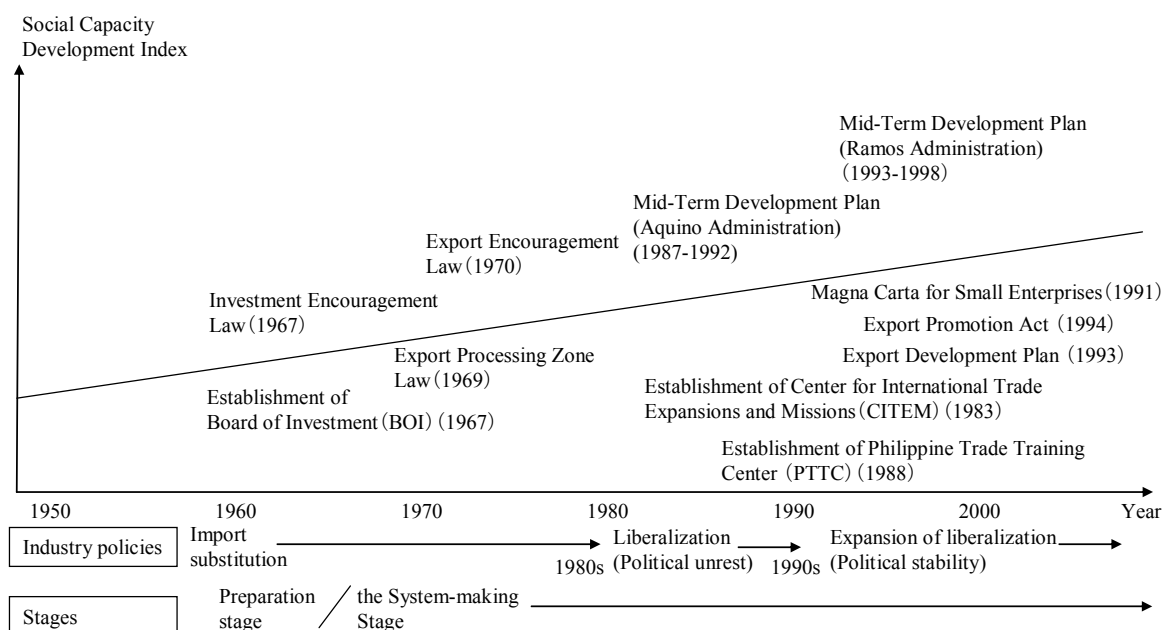 Social Capacity
Development Index
Mid-Term Development Plan
(Ramos Administration)
(1993-1998)
Mid-Term Development Plan
(Aquino Administration)
(1987-1992)
Export Encouragement
Law(1970)
Investment Encouragement
Law(1967)
Magna Carta for Small Enterprises(1991)
Export Promotion Act (1994)
Export Processing Zone
Law(1969)
Export Development Plan (1993)
Establishment of
Board of Investment(BOI) (1967)
Establishment of Center for International Trade
Expansions and Missions(CITEM) (1983)
Establishment of Philippine Trade Training
Center (PTTC) (1988)
1950 1960 1970 1980 1990 2000 Year
Industry policies
Import
substitution
1980s
Liberalization
(Political unrest)
1990s
Expansion of liberalization
(Political stability)
Stages
Preparation
stage
the System-making
Stage